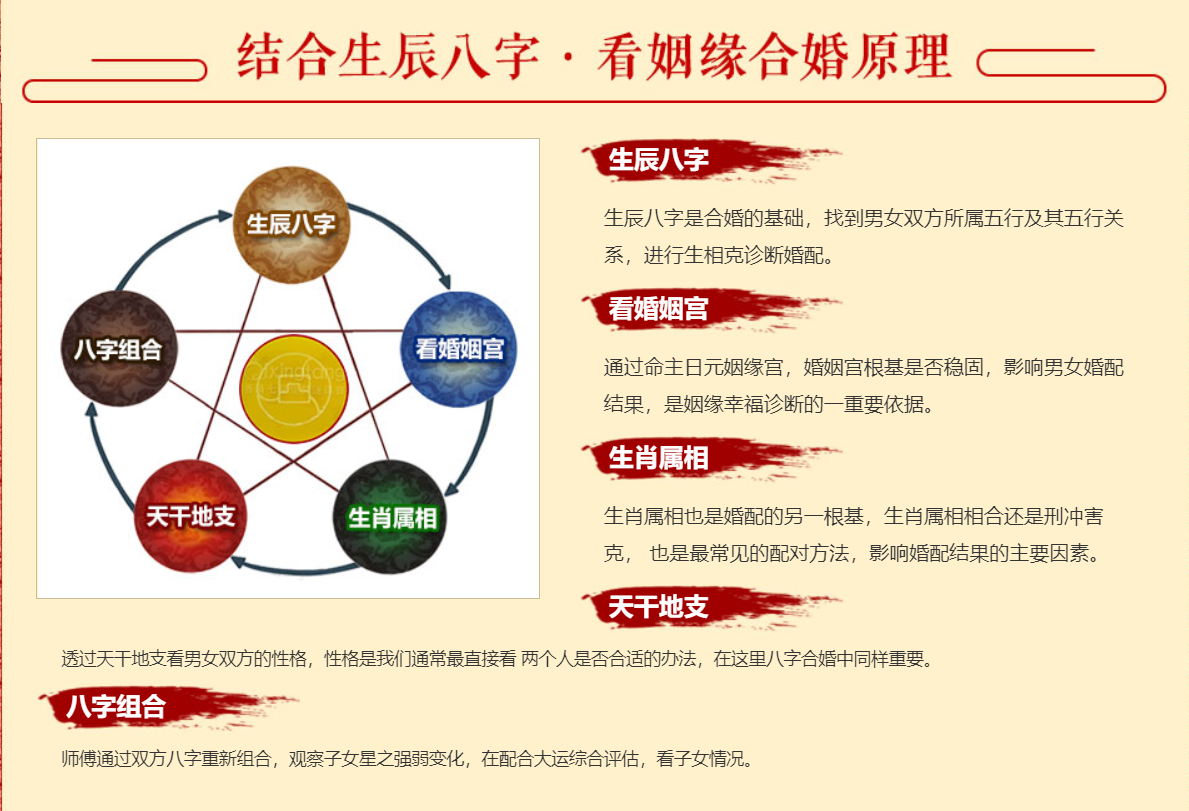 结合生辰八字·看姻缘合婚原理
生辰八字
八字组合
看婚姻宫
天干地支
生肖属相
生辰八字
生辰八字是合婚的基础，找到男女双方所属五行及其五行关
系，进行生相克诊断婚配。
看婚姻宫
通过命主日元姻缘宫，婚姻宫根基是否稳固，影响男女婚配
结果，是姻缘幸福诊断的一重要依据。
生肖属相
生肖属相也是婚配的另一根基，生肖属相相合还是刑冲害
克， 也是最常见的配对方法，影响婚配结果的主要因素。
天干地支
透过天干地支看男女双方的性格，性格是我们通常最直接看 两个人是否合适的办法，在这里八字合婚中同样重要。
八字组合
师傅通过双方八字重新组合，观察子女星之强弱变化，在配合大运综合评估，看子女情况。